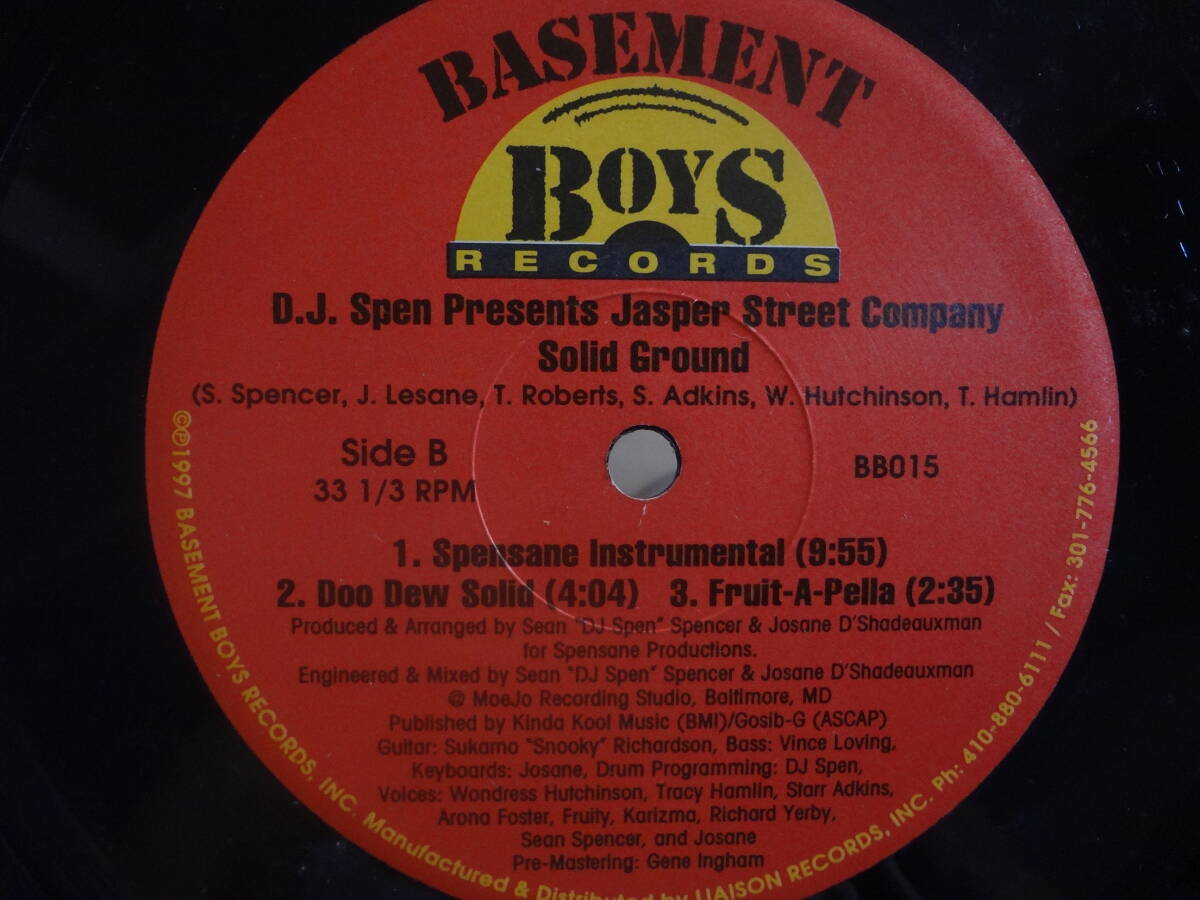 BASEMENT
BOYS
RECORDS
D.J. Spen Presents Jasper Street Company
Solid Ground
(S. Spencer, J. Lesane, T. Roberts, S. Adkins, W. Hutchinson, T. Hamlin)
Side B
33 1/3 RPM
BB015
1. Spensane Instrumental (9:55)
2. Doo Dew Solid (4:04) 3. Fruit-A-Pella (2:35)
Produced & Arranged by Sean "DJ Spen" Spencer & Josane D'Shadeauxman
for Spensane Productions.
Engineered & Mixed by Sean "DJ Spen" Spencer & Josane D'Shadeauxman
@ MoeJo Recording Studio, Baltimore, MD
Published by Kinda Kool Music (BMI)/Gosib-G (ASCAP)
Guitar: Sukamo "Snooky" Richardson, Bass: Vince Loving,
Keyboards: Josane, Drum Programming: DJ Spen,
Voices: Wondress Hutchinson, Tracy Hamlin, Starr Adkins,
Arona Foster, Fruity, Karizma, Richard Yerby,
Sean Spencer, and Josane
Pre-Mastering: Gene Ingham
©℗1997 BASEMENT BOYS RECORDS, INC. Manufactured & Distributed by LIAISON RECORDS, INC. Ph: 410-880-6111 / Fax: 301-776-4566